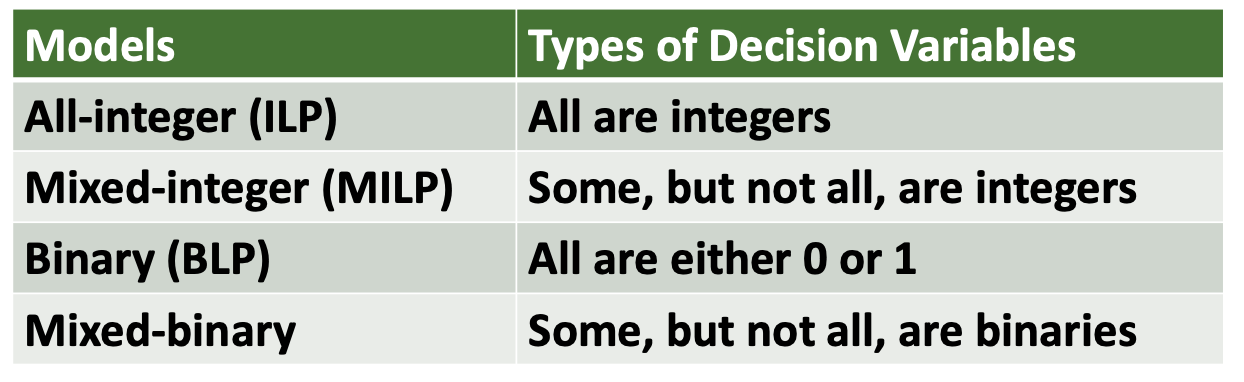 Models Types of Decision Variables
All-integer (ILP) All are integers
Mixed-integer (MILP) Some, but not all, are integers
Binary (BLP) All are either 0 or 1
Mixed-binary Some, but not all, are binaries